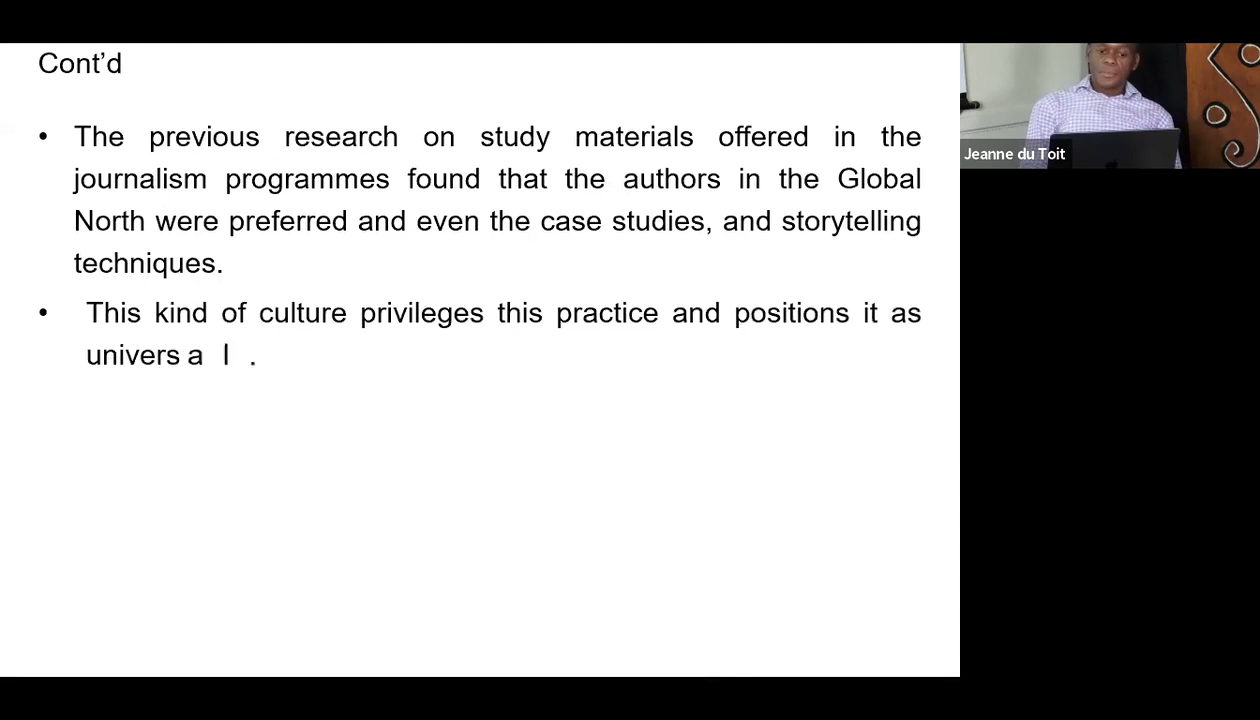 Cont’d
• The previous research on study materials offered in the
journalism programmes found that the authors in the Global
North were preferred and even the case studies, and storytelling
techniques.
• This kind of culture privileges this practice and positions it as
universal.
Jeanne du Toit